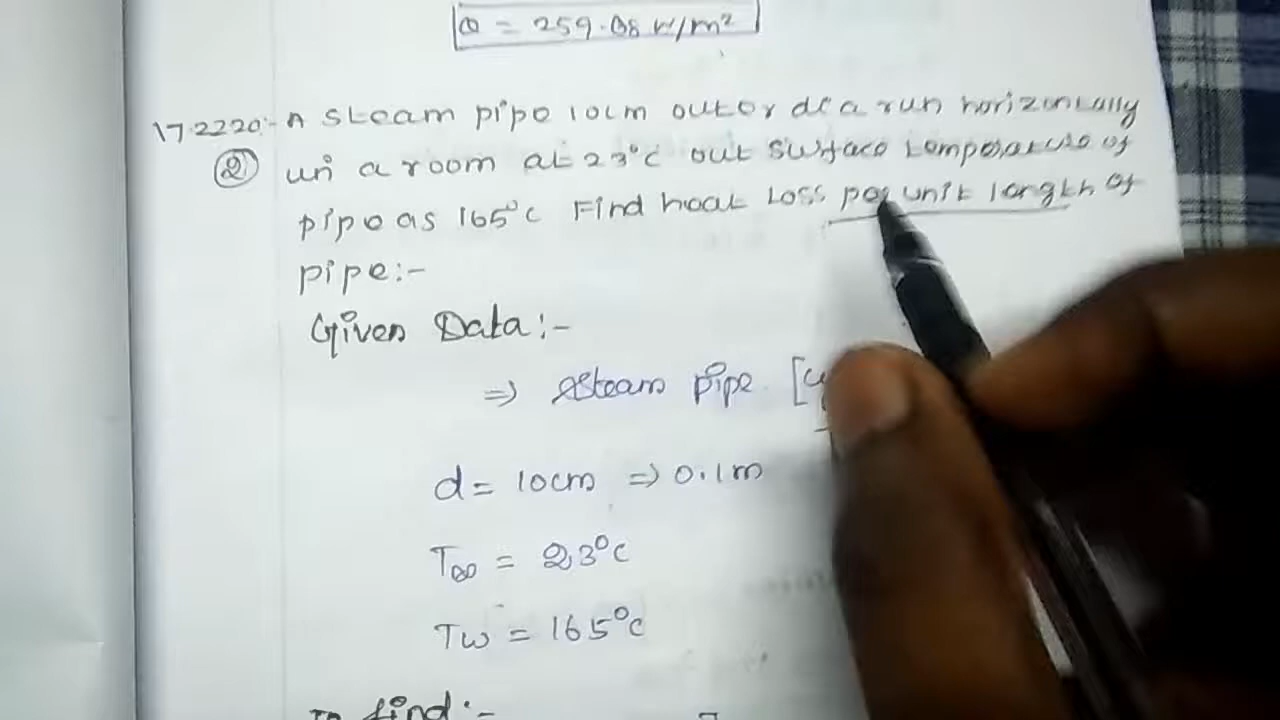 Q = 259.08 W/m²
17.2.220:- A steam pipe 10cm outer dia run horizontally
② in a room at 23°C out surface temperature of
pipe as 165°C Find heat Loss per unit length of
pipe:-
Given Data:-
⇒ Steam pipe [
d = 10cm ⇒ 0.1m
T∞ = 23°C
Tw = 165°C
To find:-